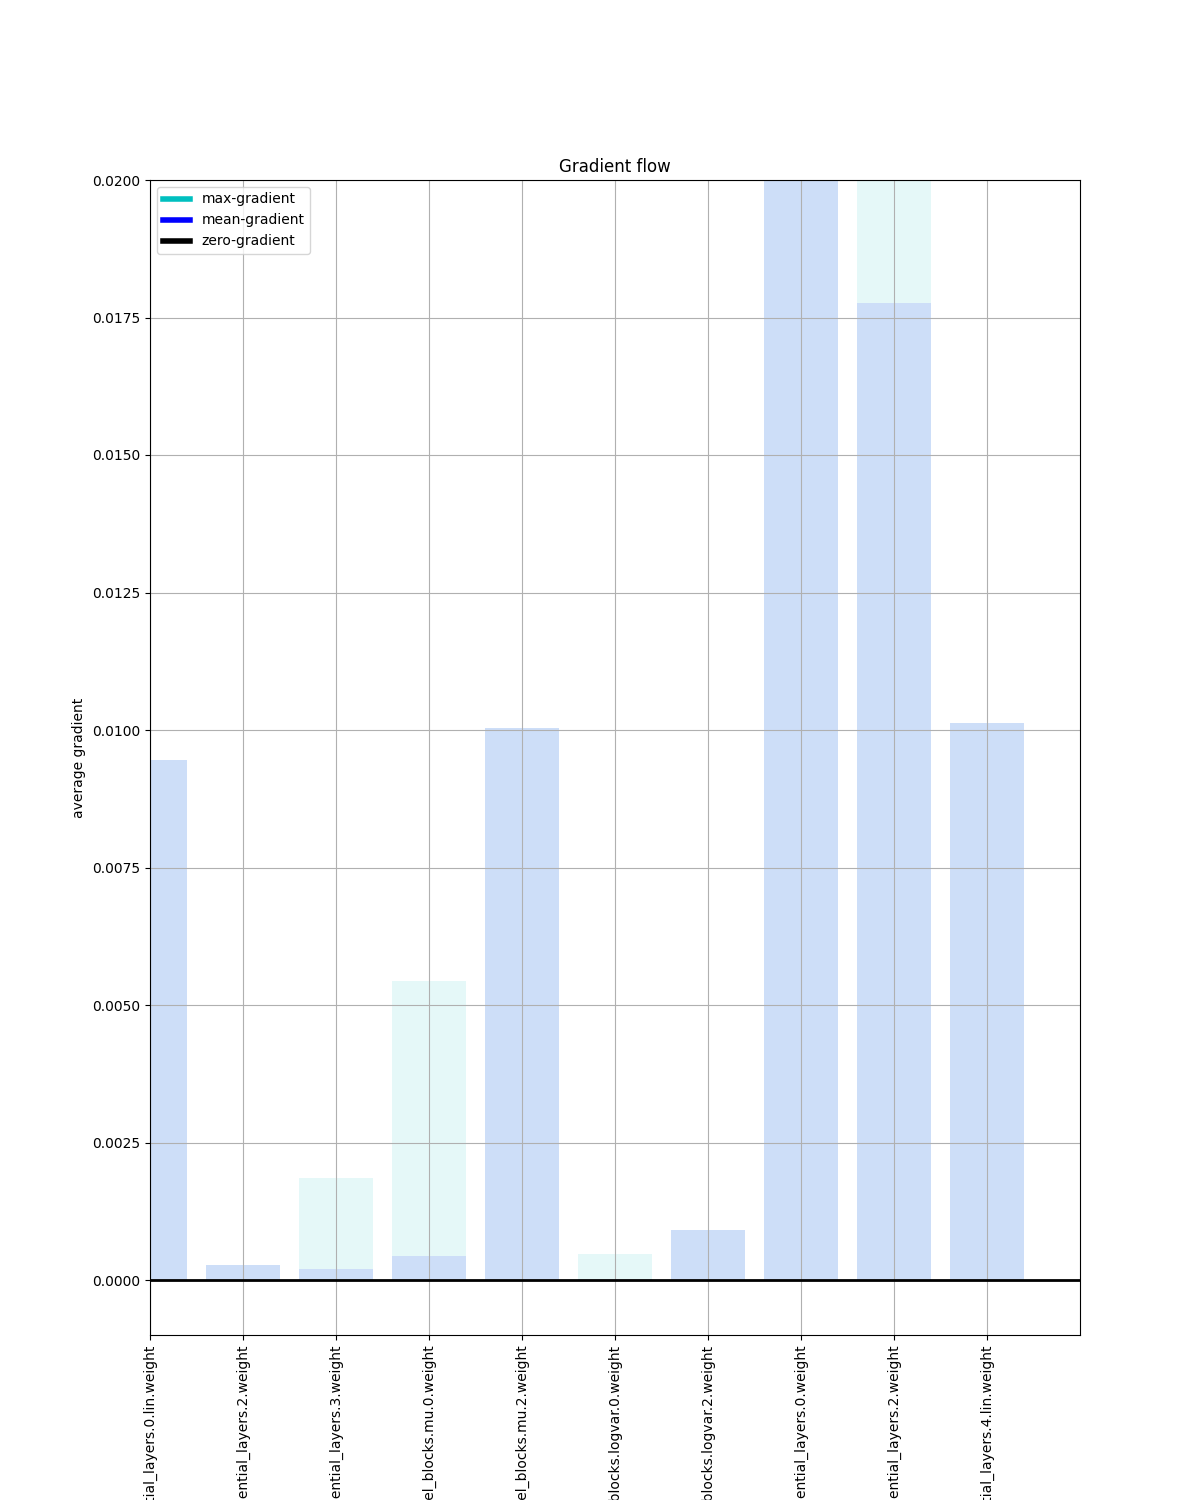 Gradient flow
max-gradient
mean-gradient
zero-gradient
0.0200
0.0175
0.0150
0.0125
0.0100
0.0075
0.0050
0.0025
0.0000
average gradient
tial_layers.0.lin.weight
ential_layers.2.weight
ential_layers.3.weight
el_blocks.mu.0.weight
el_blocks.mu.2.weight
blocks.logvar.0.weight
blocks.logvar.2.weight
ential_layers.0.weight
ential_layers.2.weight
tial_layers.4.lin.weight